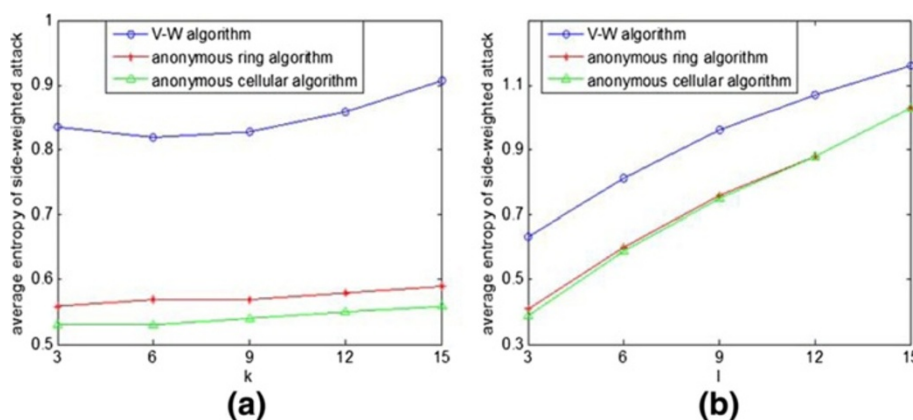 1
0.9
0.8
0.7
0.6
0.5
3
6
9
12
15
k
average entropy of side-weighted attack
V-W algorithm
anonymous ring algorithm
anonymous cellular algorithm
(a)
1.1
0.9
0.7
0.5
0.3
3
6
9
12
15
l
average entropy of side-weighted attack
V-W algorithm
anonymous ring algorithm
anonymous cellular algorithm
(b)